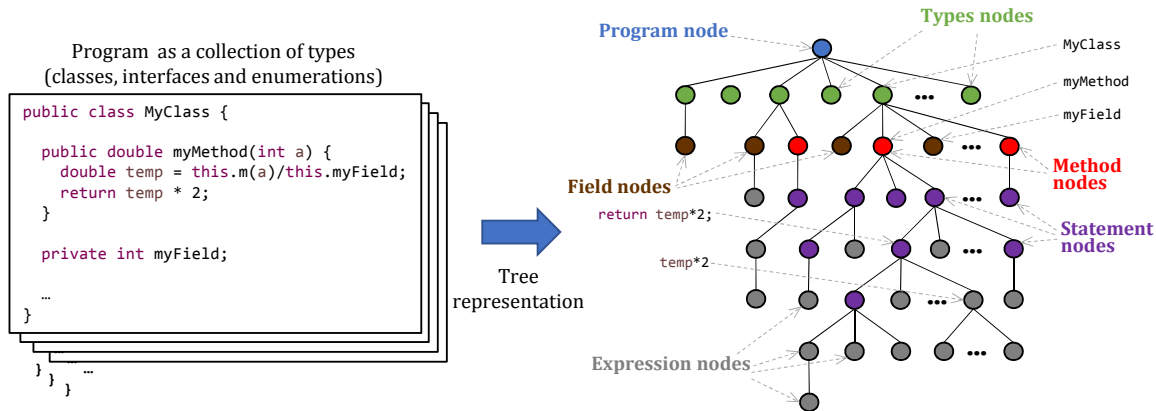 Program as a collection of types
(classes, interfaces and enumerations)
public class MyClass {
public double myMethod(int a) {
double temp = this.m(a)/this.myField;
return temp * 2;
}
private int myField;
…
}
… … …
} } }
Tree
representation
Program node
Types nodes
MyClass
myMethod
myField
Field nodes
Method
nodes
return temp*2;
Statement
nodes
temp*2
Expression nodes